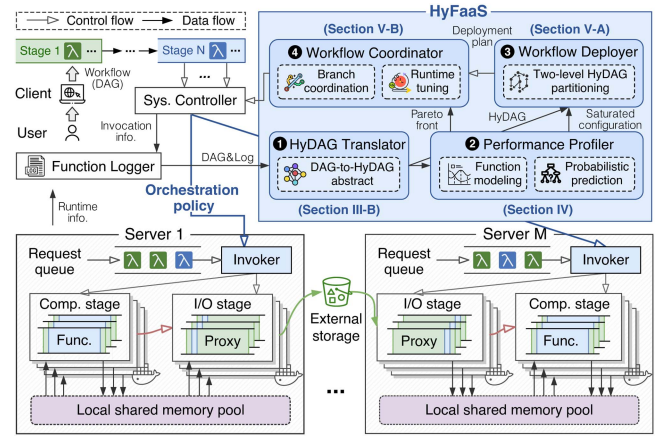 Control flow
Data flow
Stage 1 λ ...
...
Stage N λ ...
...
Workflow
(DAG)
Client
User
Sys. Controller
Invocation
info.
Function Logger
DAG&Log
Runtime
info.
Orchestration
policy
HyFaaS
(Section V-B)
(Section V-A)
4 Workflow Coordinator
Branch
coordination
Runtime
tuning
Deployment
plan
3 Workflow Deployer
Two-level HyDAG
partitioning
Pareto
front
HyDAG
Saturated
configuration
1 HyDAG Translator
DAG-to-HyDAG
abstract
2 Performance Profiler
Function
modeling
Probabilistic
prediction
(Section III-B)
(Section IV)
Server 1
Request
queue
λ λ λ
Invoker
Comp. stage
Func.
I/O stage
Proxy
Local shared memory pool
External
storage
...
Server M
Request
queue
λ λ λ
Invoker
I/O stage
Proxy
Comp. stage
Func.
Local shared memory pool